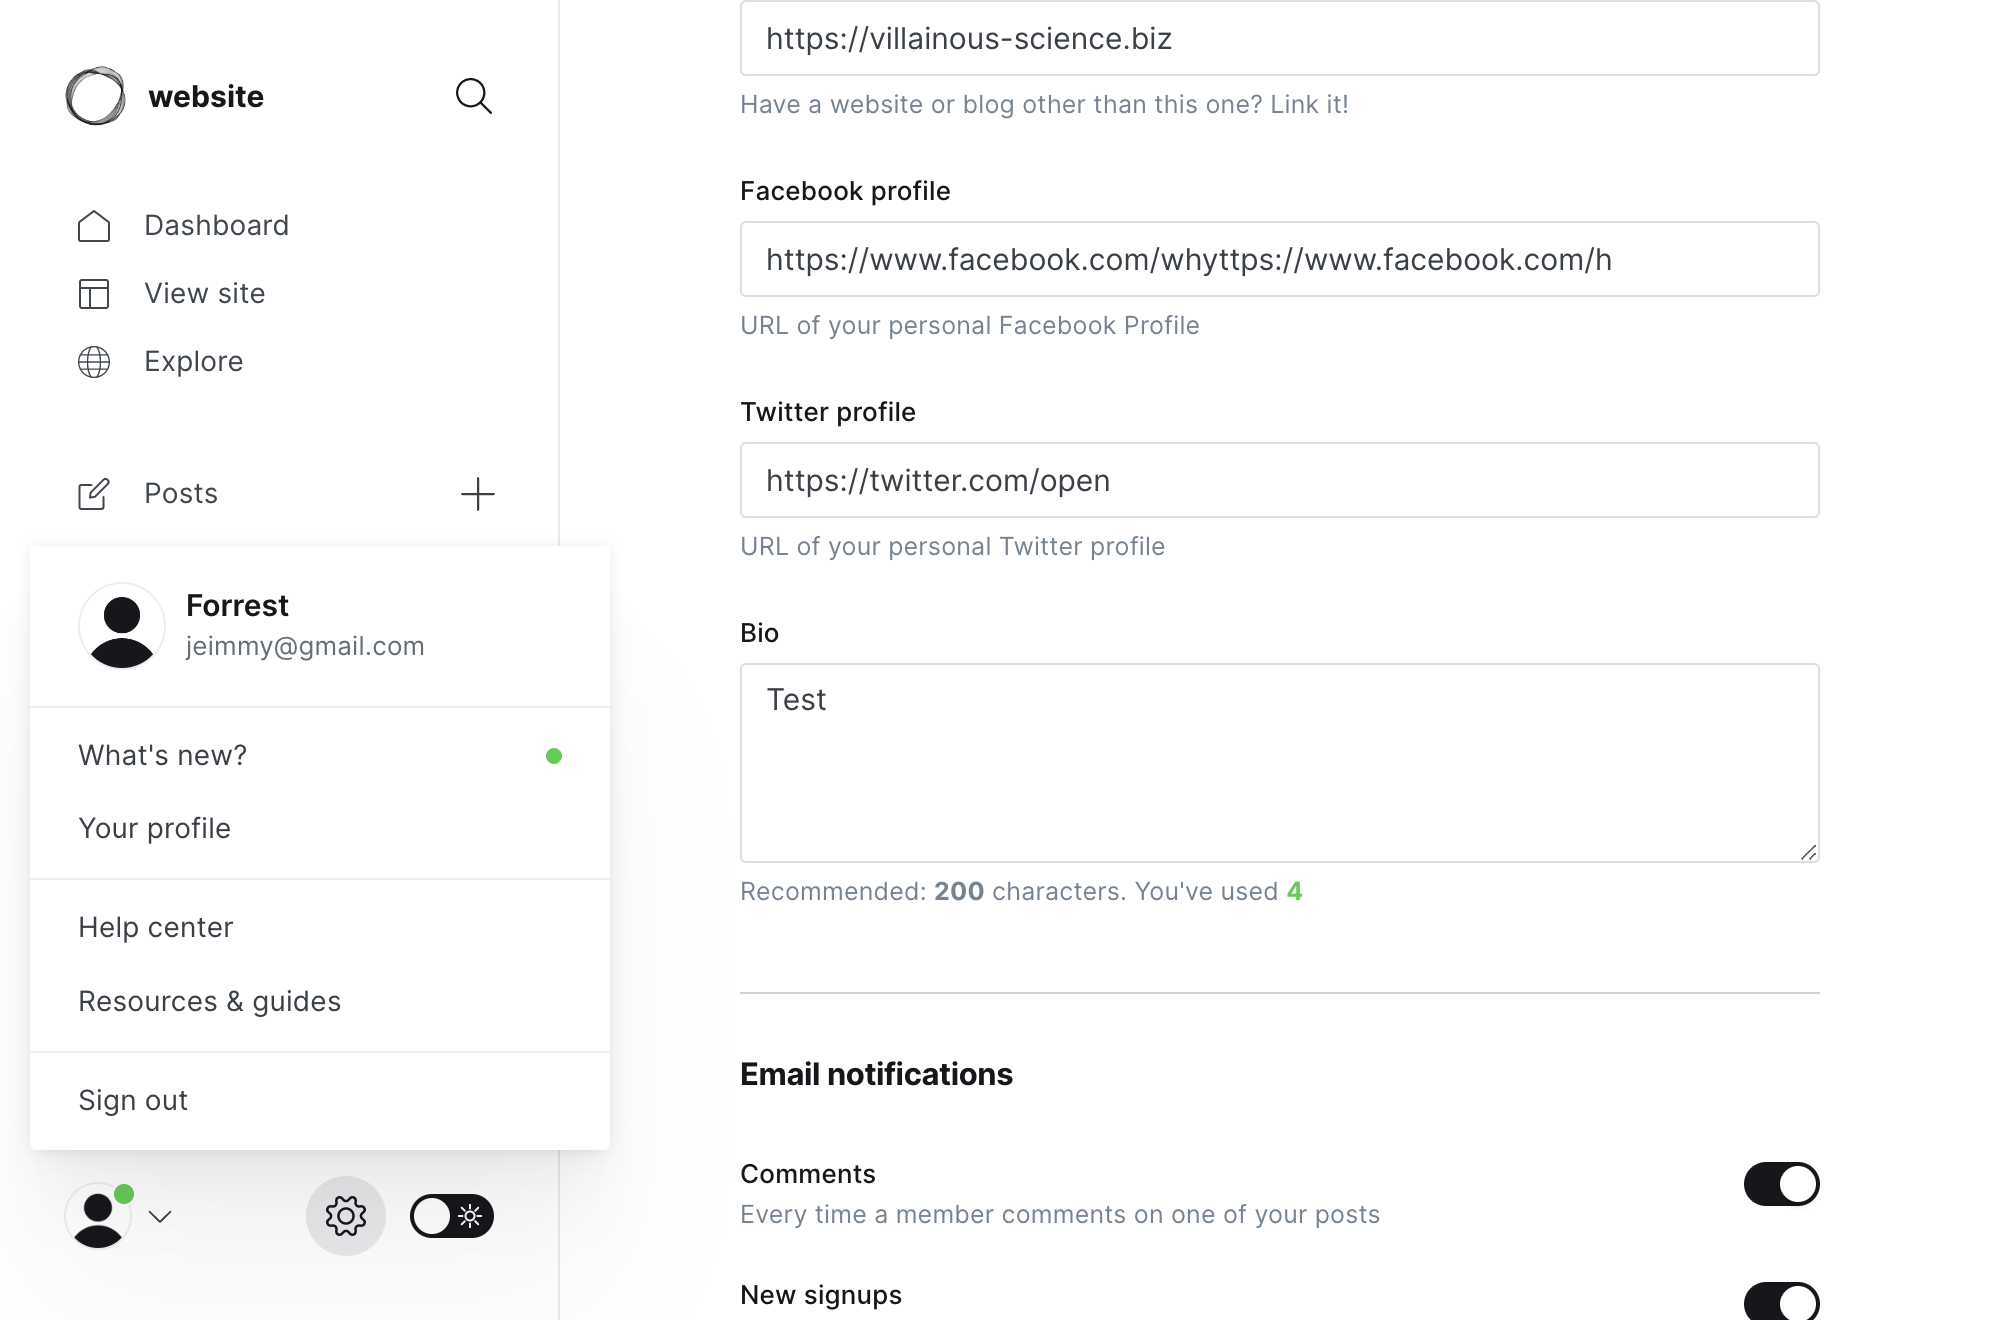 website
Dashboard
View site
Explore
Posts
Forrest
jeimmy@gmail.com
What's new?
Your profile
Help center
Resources & guides
Sign out
https://villainous-science.biz
Have a website or blog other than this one? Link it!
Facebook profile
https://www.facebook.com/whyttps://www.facebook.com/h
URL of your personal Facebook Profile
Twitter profile
https://twitter.com/open
URL of your personal Twitter profile
Bio
Test
Recommended: 200 characters. You've used 4
Email notifications
Comments
Every time a member comments on one of your posts
New signups